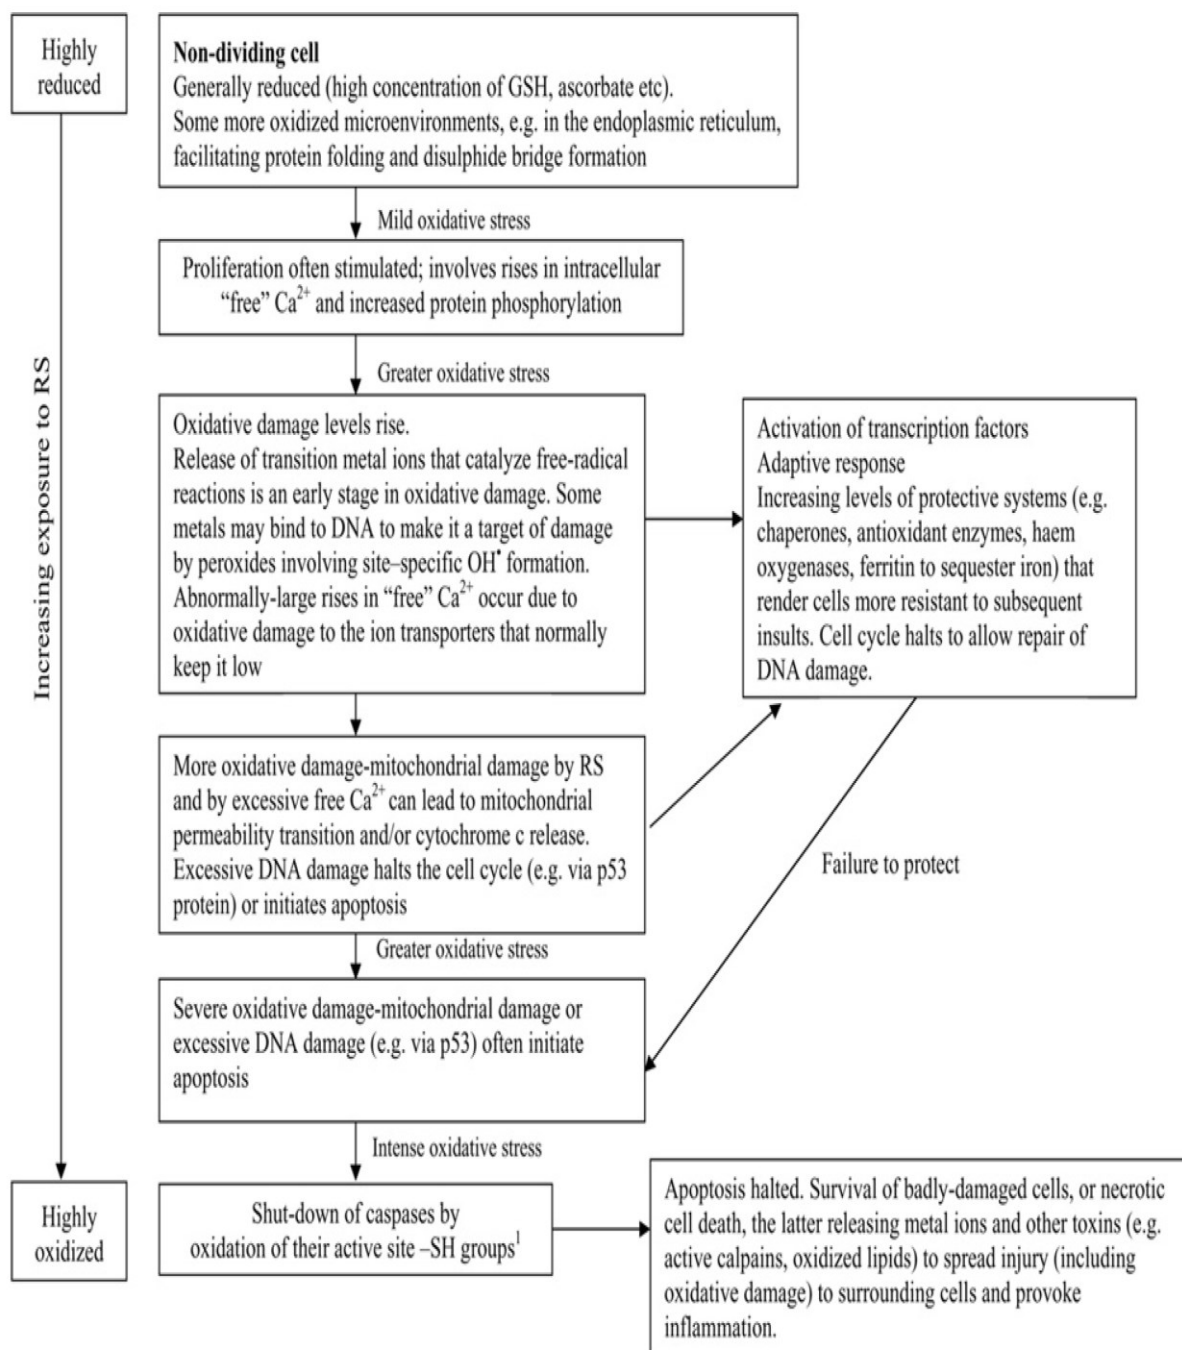 Highly
reduced
Non-dividing cell
Generally reduced (high concentration of GSH, ascorbate etc).
Some more oxidized microenvironments, e.g. in the endoplasmic reticulum,
facilitating protein folding and disulphide bridge formation
Mild oxidative stress
Proliferation often stimulated; involves rises in intracellular
“free” Ca²⁺ and increased protein phosphorylation
Increasing exposure to RS
Greater oxidative stress
Oxidative damage levels rise.
Release of transition metal ions that catalyze free-radical
reactions is an early stage in oxidative damage. Some
metals may bind to DNA to make it a target of damage
by peroxides involving site–specific OH• formation.
Abnormally-large rises in “free” Ca²⁺ occur due to
oxidative damage to the ion transporters that normally
keep it low
Activation of transcription factors
Adaptive response
Increasing levels of protective systems (e.g.
chaperones, antioxidant enzymes, haem
oxygenases, ferritin to sequester iron) that
render cells more resistant to subsequent
insults. Cell cycle halts to allow repair of
DNA damage.
More oxidative damage-mitochondrial damage by RS
and by excessive free Ca²⁺ can lead to mitochondrial
permeability transition and/or cytochrome c release.
Excessive DNA damage halts the cell cycle (e.g. via p53
protein) or initiates apoptosis
Failure to protect
Greater oxidative stress
Severe oxidative damage-mitochondrial damage or
excessive DNA damage (e.g. via p53) often initiate
apoptosis
Intense oxidative stress
Highly
oxidized
Shut-down of caspases by
oxidation of their active site –SH groups¹
Apoptosis halted. Survival of badly-damaged cells, or necrotic
cell death, the latter releasing metal ions and other toxins (e.g.
active calpains, oxidized lipids) to spread injury (including
oxidative damage) to surrounding cells and provoke
inflammation.